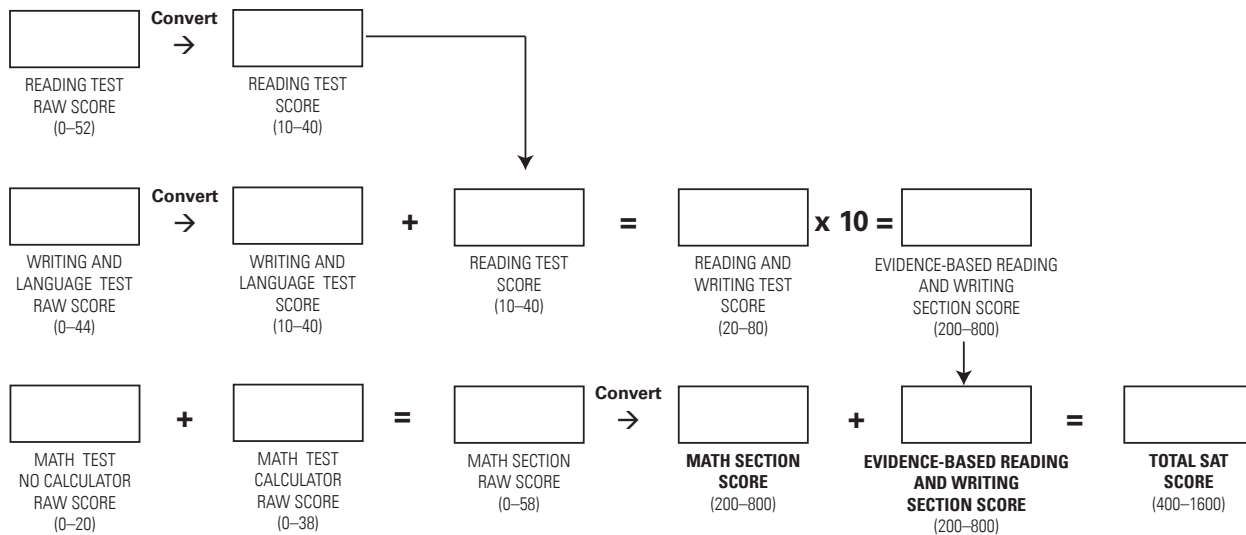 Convert
→
READING TEST
RAW SCORE
(0–52)
READING TEST
SCORE
(10–40)
Convert
→
+
=
x 10 =
WRITING AND
LANGUAGE TEST
RAW SCORE
(0–44)
WRITING AND
LANGUAGE TEST
SCORE
(10–40)
READING TEST
SCORE
(10–40)
READING AND
WRITING TEST
SCORE
(20–80)
EVIDENCE-BASED READING
AND WRITING
SECTION SCORE
(200–800)
+
=
Convert
→
+
=
MATH TEST
NO CALCULATOR
RAW SCORE
(0–20)
MATH TEST
CALCULATOR
RAW SCORE
(0–38)
MATH SECTION
RAW SCORE
(0–58)
MATH SECTION
SCORE
(200–800)
EVIDENCE-BASED READING
AND WRITING
SECTION SCORE
(200–800)
TOTAL SAT
SCORE
(400–1600)